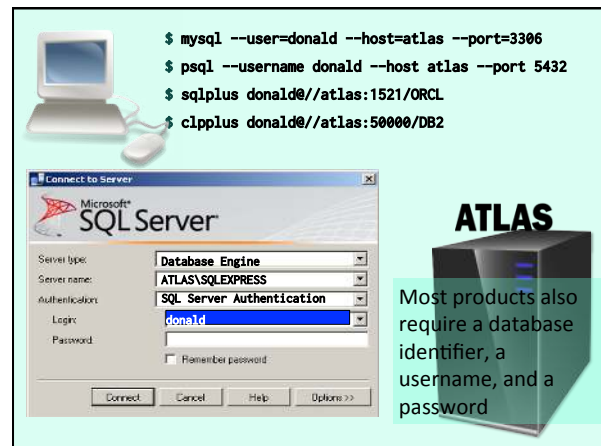 $ mysql --user=donald --host=atlas --port=3306
$ psql --username donald --host atlas --port 5432
$ sqlplus donald@//atlas:1521/ORCL
$ clpplus donald@//atlas:50000/DB2
Connect to Server
Microsoft®
SQL Server
Server type:
Database Engine
Server name:
ATLAS\SQLEXPRESS
Authentication:
SQL Server Authentication
Login:
donald
Password:
Remember password
Connect
Cancel
Help
Options >>
ATLAS
Most products also
require a database
identifier, a
username, and a
password